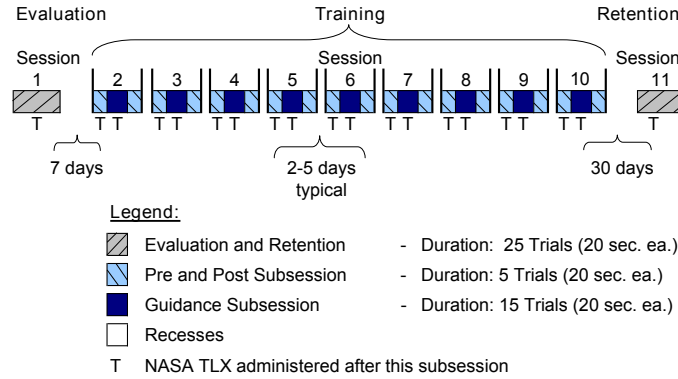 Evaluation Training Retention
Session Session Session
1 2 3 4 5 6 7 8 9 10 11
T T T T T T T T T T T T T T T T T T T T
7 days 2-5 days 30 days
typical
Legend:
Evaluation and Retention - Duration: 25 Trials (20 sec. ea.)
Pre and Post Subsession - Duration: 5 Trials (20 sec. ea.)
Guidance Subsession - Duration: 15 Trials (20 sec. ea.)
Recesses
T NASA TLX administered after this subsession